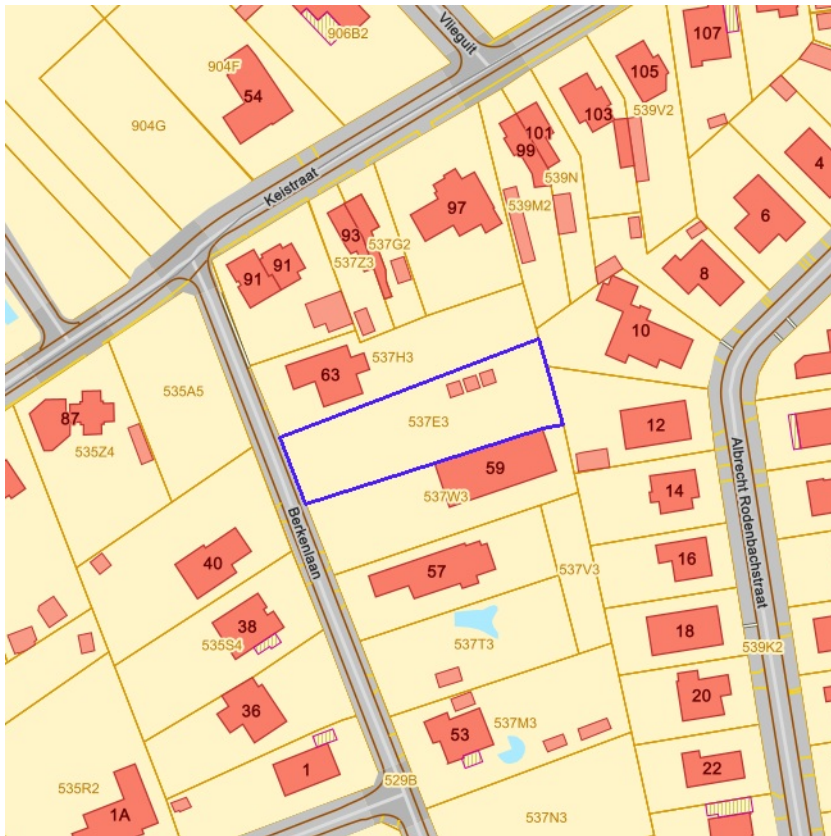 107
906B2
Vlieguit
904F
54
105
103
539V2
904G
101
99
4
539N
Keistraat
539M2
97
6
93
537G2
537Z3
91
91
8
10
537H3
63
535A5
87
537E3
12
535Z4
59
537W3
14
Albrecht Rodenbachstraat
Berkenlaan
40
57
537V3
16
38
535S4
18
537T3
539K2
36
20
537M3
53
1
22
529B
535R2
1A
537N3